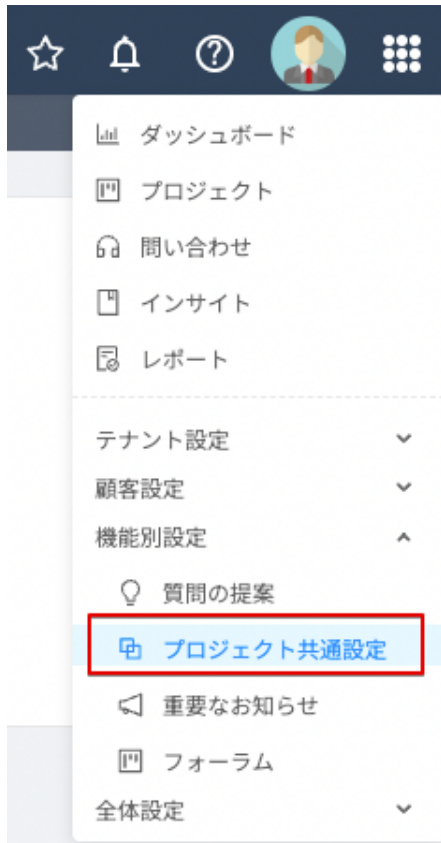 ダッシュボード
プロジェクト
問い合わせ
インサイト
レポート
テナント設定
顧客設定
機能別設定
質問の提案
プロジェクト共通設定
重要なお知らせ
フォーラム
全体設定